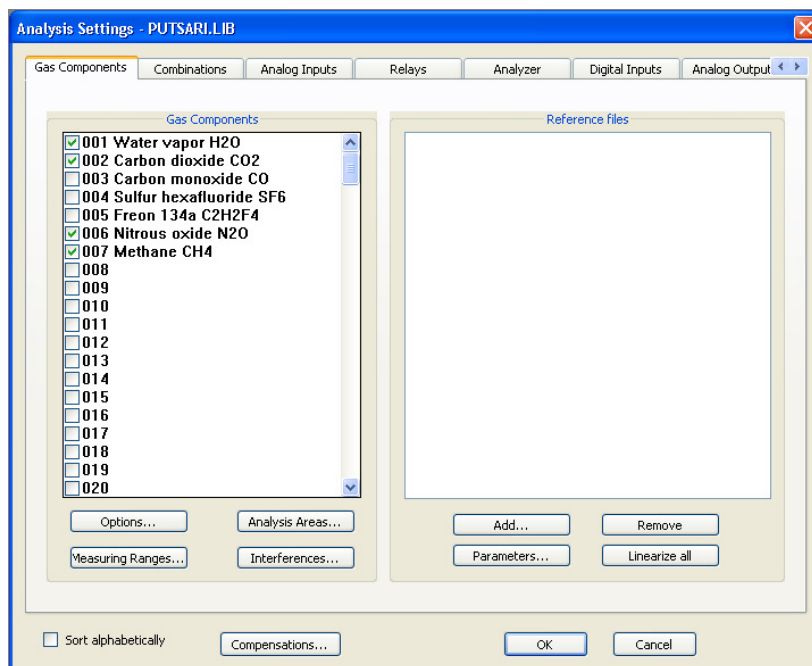 Analysis Settings - PUTSARI.LIB
Gas Components
Combinations
Analog Inputs
Relays
Analyzer
Digital Inputs
Analog Output
Gas Components
001 Water vapor H2O
002 Carbon dioxide CO2
003 Carbon monoxide CO
004 Sulfur hexafluoride SF6
005 Freon 134a C2H2F4
006 Nitrous oxide N2O
007 Methane CH4
008
009
010
011
012
013
014
015
016
017
018
019
020
Options...
Analysis Areas...
Measuring Ranges...
Interferences...
Reference files
Add...
Remove
Parameters...
Linearize all
Sort alphabetically
Compensations...
OK
Cancel